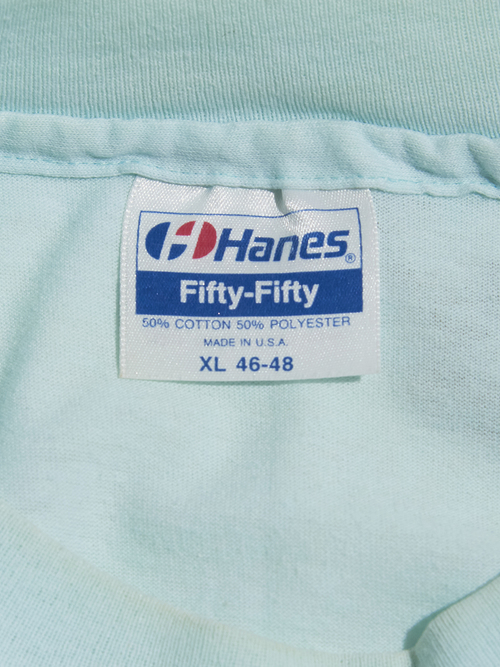 Hanes®
Fifty-Fifty
50% COTTON 50% POLYESTER
MADE IN U.S.A.
XL 46-48